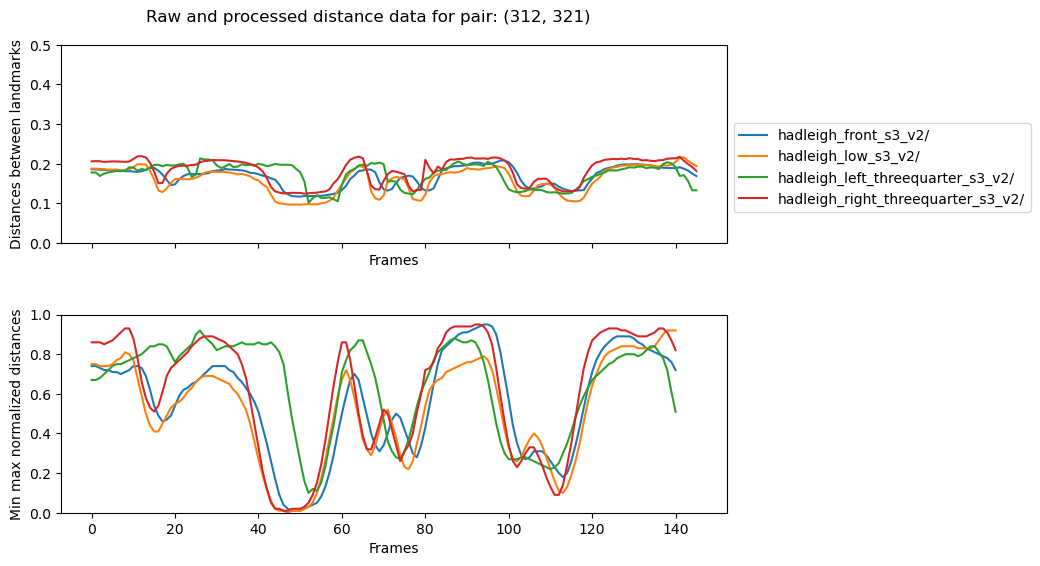 Raw and processed distance data for pair: (312, 321)
Distances between landmarks
0.5
0.4
0.3
0.2
0.1
0.0
Frames
hadleigh_front_s3_v2/
hadleigh_low_s3_v2/
hadleigh_left_threequarter_s3_v2/
hadleigh_right_threequarter_s3_v2/
Min max normalized distances
1.0
0.8
0.6
0.4
0.2
0.0
0 20 40 60 80 100 120 140
Frames